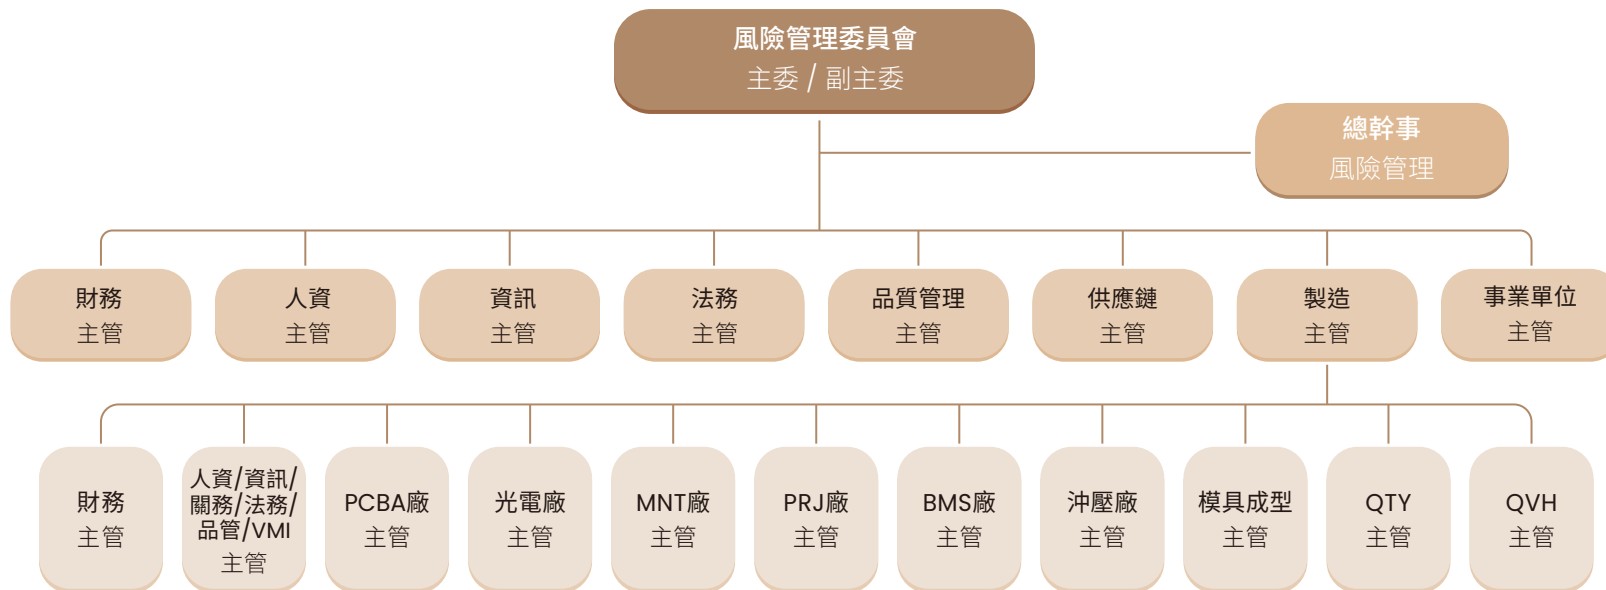 風險管理委員會
主委 / 副主委
總幹事
風險管理
財務
主管
人資
主管
資訊
主管
法務
主管
品質管理
主管
供應鏈
主管
製造
主管
事業單位
主管
財務
主管
人資/資訊/
關務/法務/
品管/VMI
主管
PCBA廠
主管
光電廠
主管
MNT廠
主管
PRJ廠
主管
BMS廠
主管
沖壓廠
主管
模具成型
主管
QTY
主管
QVH
主管